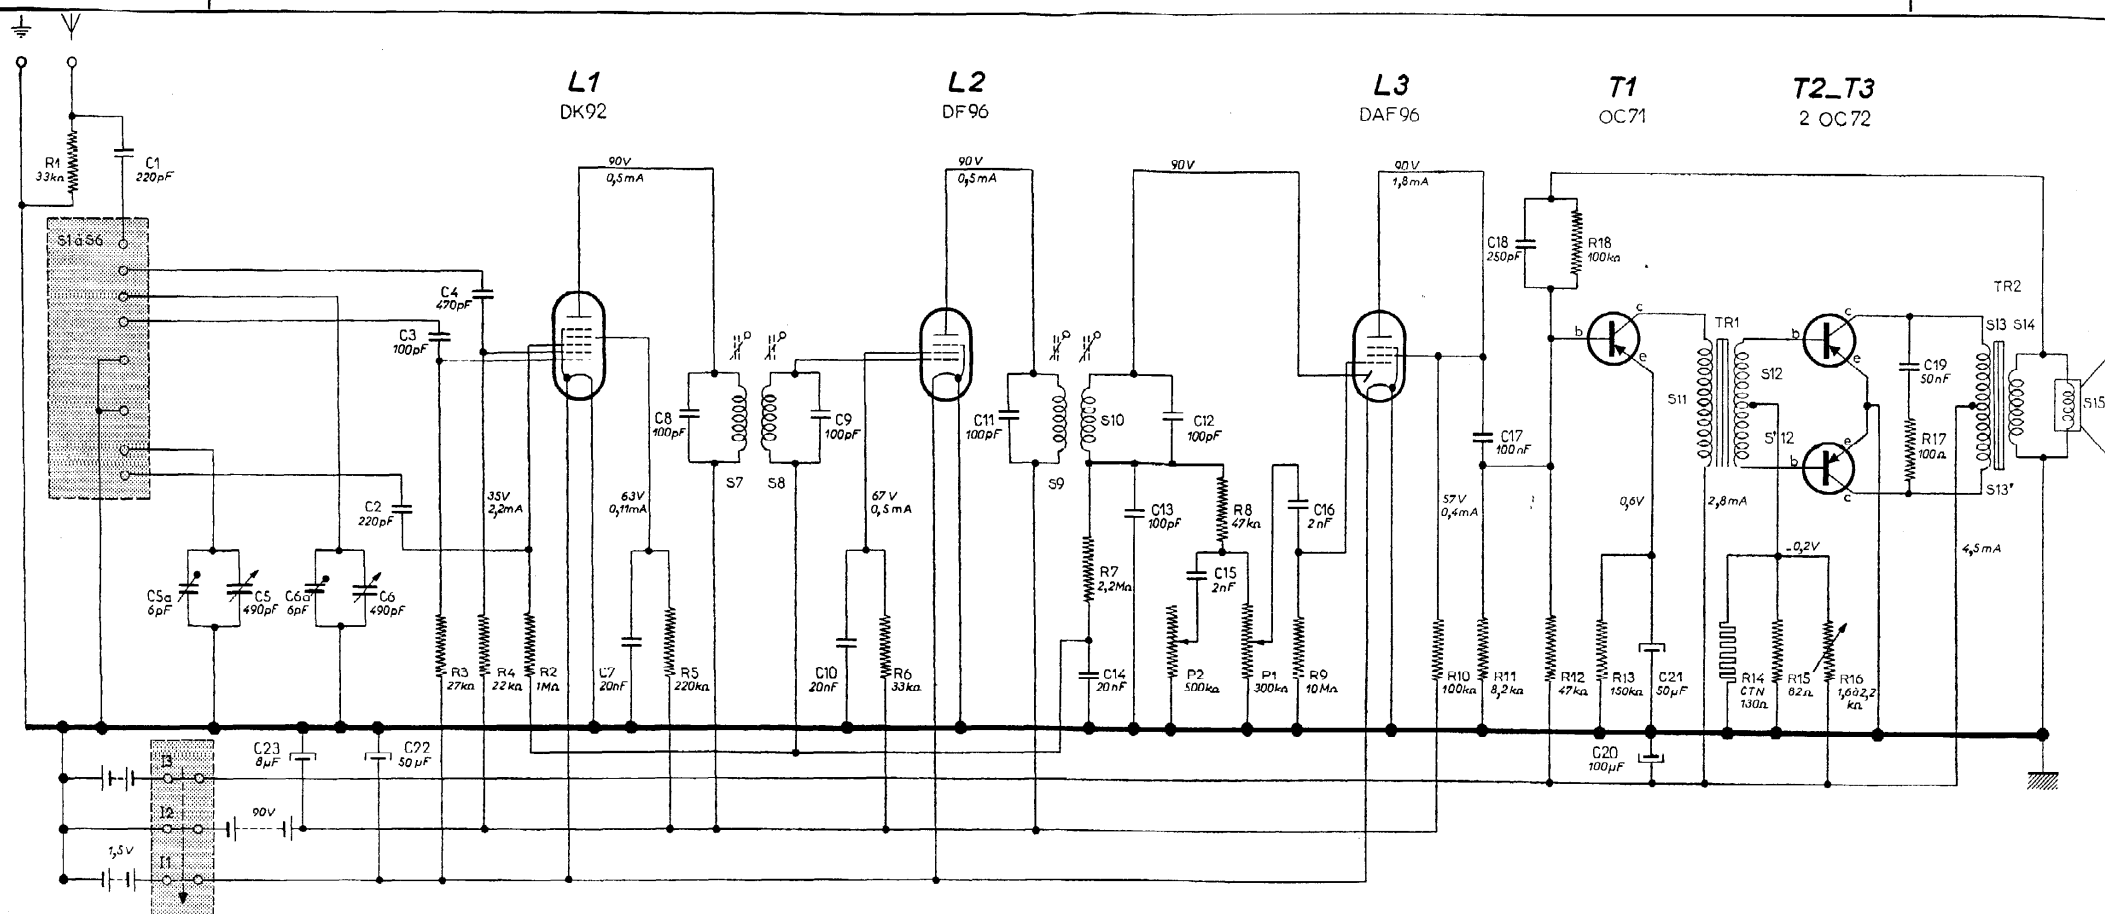 L1
DK92
L2
DF96
L3
DAF96
T1
OC71
T2_T3
2 OC72
R1
33kΩ
C1
220pF
S1àS6
90V
0,5mA
90V
0,5mA
90V
90V
1,8mA
C4
470pF
C3
100pF
C18
250pF
R18
100kΩ
b
c
e
TR1
S11
S12
S'12
b
c
e
b
e
c
TR2
S13
S14
C19
50nF
R17
100Ω
S13'
S15
C8
100pF
C9
100pF
S7
S8
C11
100pF
S9
S10
C12
100pF
C17
100nF
C2
220pF
35V
2,2mA
63V
0,11mA
67V
0,5mA
C13
100pF
R8
47kΩ
C16
2nF
57V
0,4mA
0,6V
2,8mA
-0,2V
4,5mA
C5a
6pF
C5
490pF
C6a
6pF
C6
490pF
R7
2,2MΩ
C15
2nF
R3
27kΩ
R4
22kΩ
R2
1MΩ
C7
20nF
R5
220kΩ
C10
20nF
R6
33kΩ
C14
20nF
P2
500kΩ
P1
300kΩ
R9
10MΩ
R10
100kΩ
R11
8,2kΩ
R12
47kΩ
R13
150kΩ
C21
50µF
R14
CTN
130Ω
R15
82Ω
R16
1,6à2,2
kΩ
C23
8µF
C22
50µF
C20
100µF
I3
I2
90V
1,5V
I1